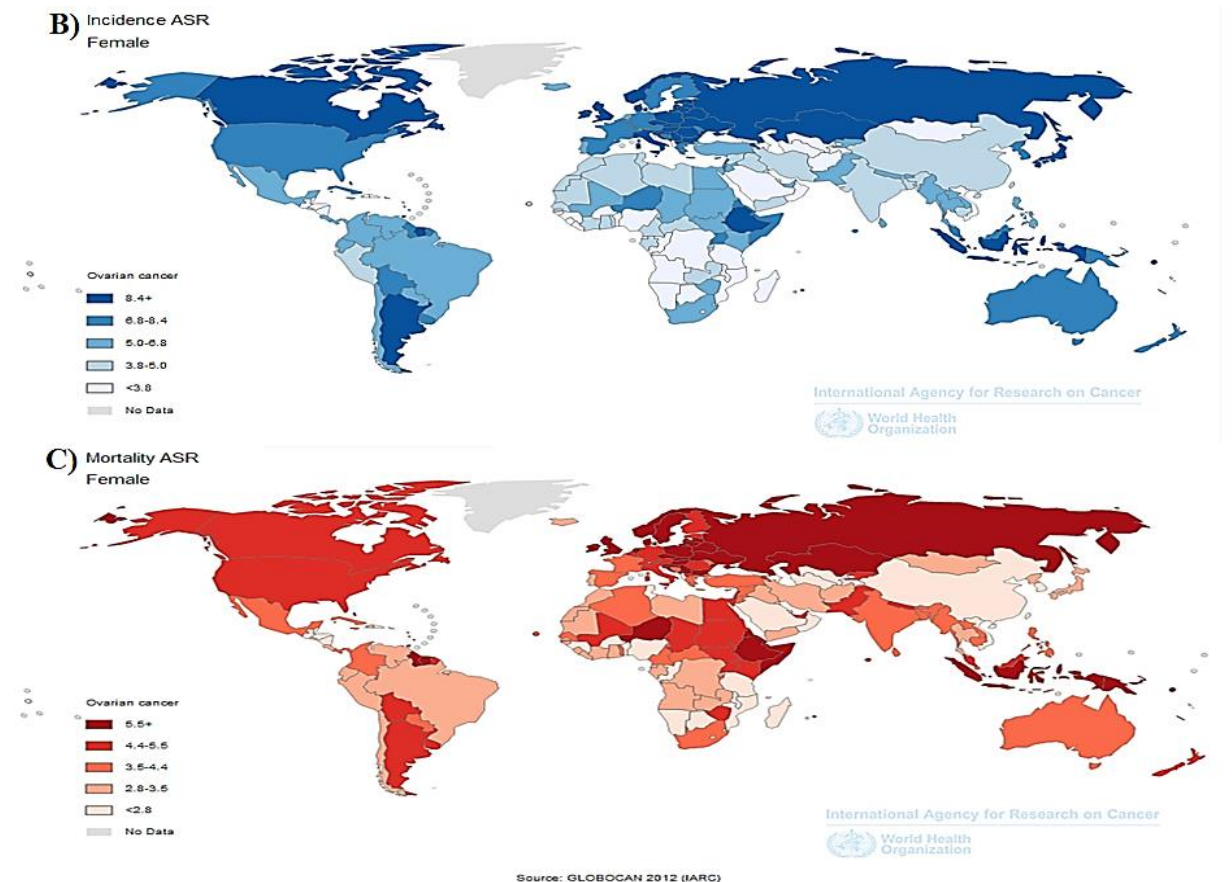 B) Incidence ASR
Female
Ovarian cancer
8.4+
6.8-8.4
5.0-6.8
3.8-5.0
<3.8
No Data
International Agency for Research on Cancer
World Health
Organization
C) Mortality ASR
Female
Ovarian cancer
5.5+
4.4-5.5
3.5-4.4
2.8-3.5
<2.8
No Data
International Agency for Research on Cancer
World Health
Organization
Source: GLOBOCAN 2012 (IARC)